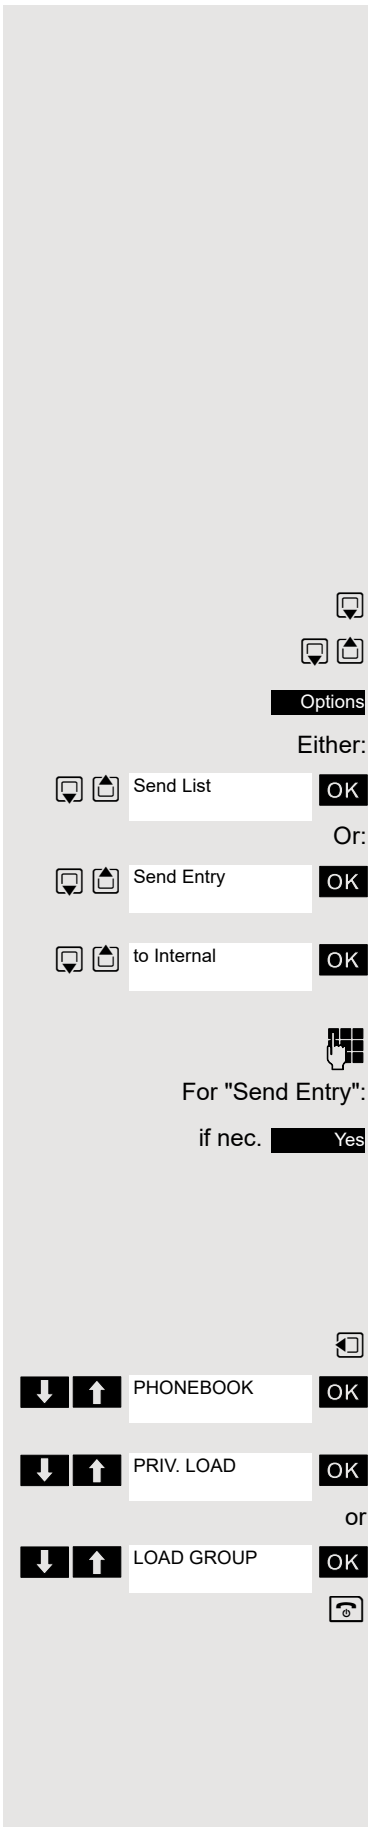 Options
Either:
Send List OK
Or:
Send Entry OK
to Internal OK
For "Send Entry":
if nec. Yes
PHONEBOOK OK
PRIV. LOAD OK
or
LOAD GROUP OK